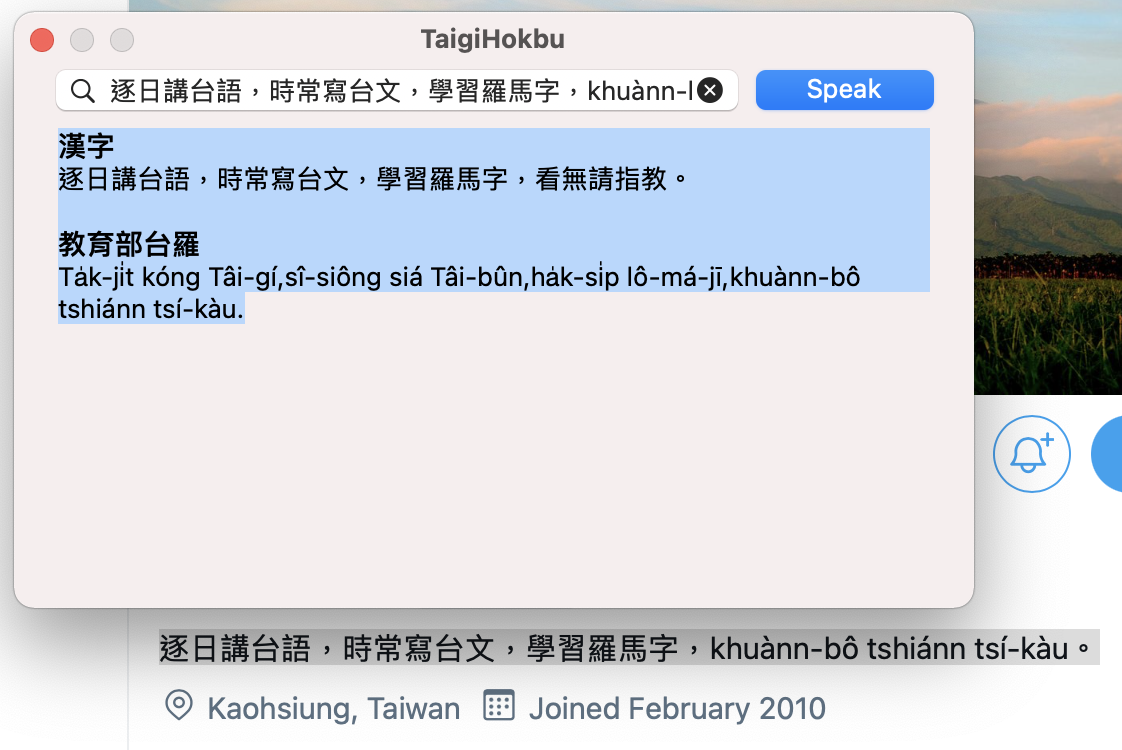 TaigiHokbu
逐日講台語，時常寫台文，學習羅馬字，khuànn-l
Speak
漢字
逐日講台語，時常寫台文，學習羅馬字，看無請指教。
教育部台羅
Ta̍k-ji̍t kóng Tâi-gí,sî-siông siá Tâi-bûn,ha̍k-si̍p lô-má-jī,khuànn-bô
tshiánn tsí-kàu.
逐日講台語，時常寫台文，學習羅馬字，khuànn-bô tshiánn tsí-kàu。
Kaohsiung, Taiwan Joined February 2010